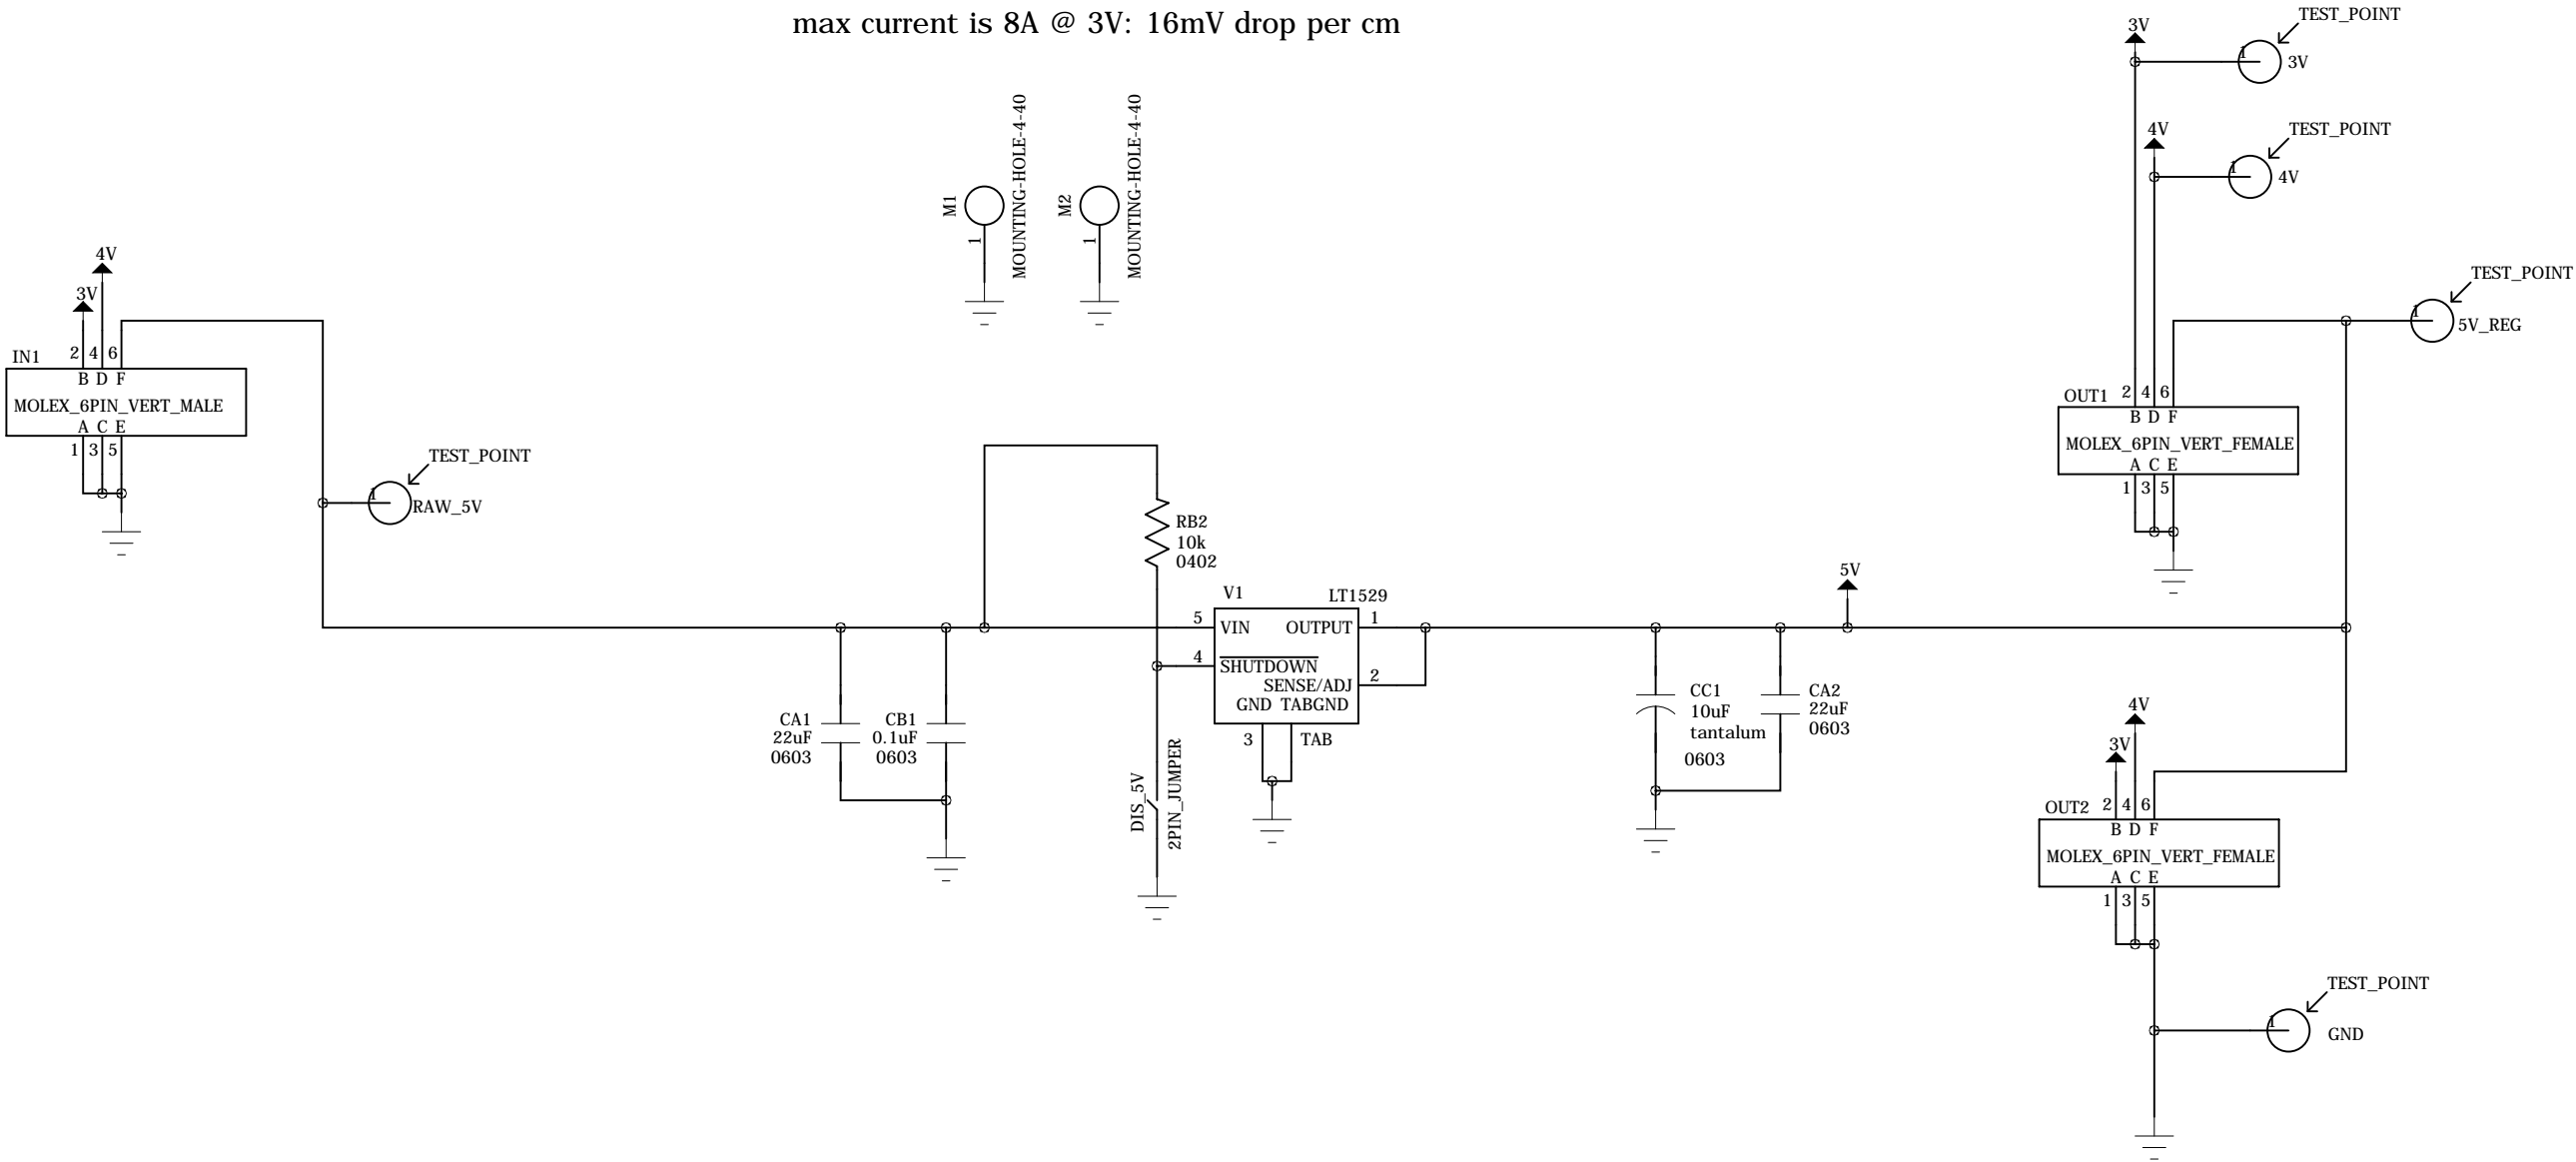 max current is 8A @ 3V: 16mV drop per cm
M1
1
MOUNTING-HOLE-4-40
M2
1
MOUNTING-HOLE-4-40
4V
3V
IN1
2 4 6
B D F
MOLEX_6PIN_VERT_MALE
A C E
1 3 5
TEST_POINT
1
RAW_5V
RB2
10k
0402
V1
LT1529
5 VIN
OUTPUT 1
4 SHUTDOWN
SENSE/ADJ 2
GND TABGND
3 TAB
CA1
22uF
0603
CB1
0.1uF
0603
DIS_5V
2PIN_JUMPER
5V
CC1
10uF
tantalum
0603
CA2
22uF
0603
3V
TEST_POINT
1
3V
4V
TEST_POINT
1
4V
TEST_POINT
1
5V_REG
OUT1
2 4 6
B D F
MOLEX_6PIN_VERT_FEMALE
A C E
1 3 5
4V
3V
OUT2
2 4 6
B D F
MOLEX_6PIN_VERT_FEMALE
A C E
1 3 5
TEST_POINT
1
GND